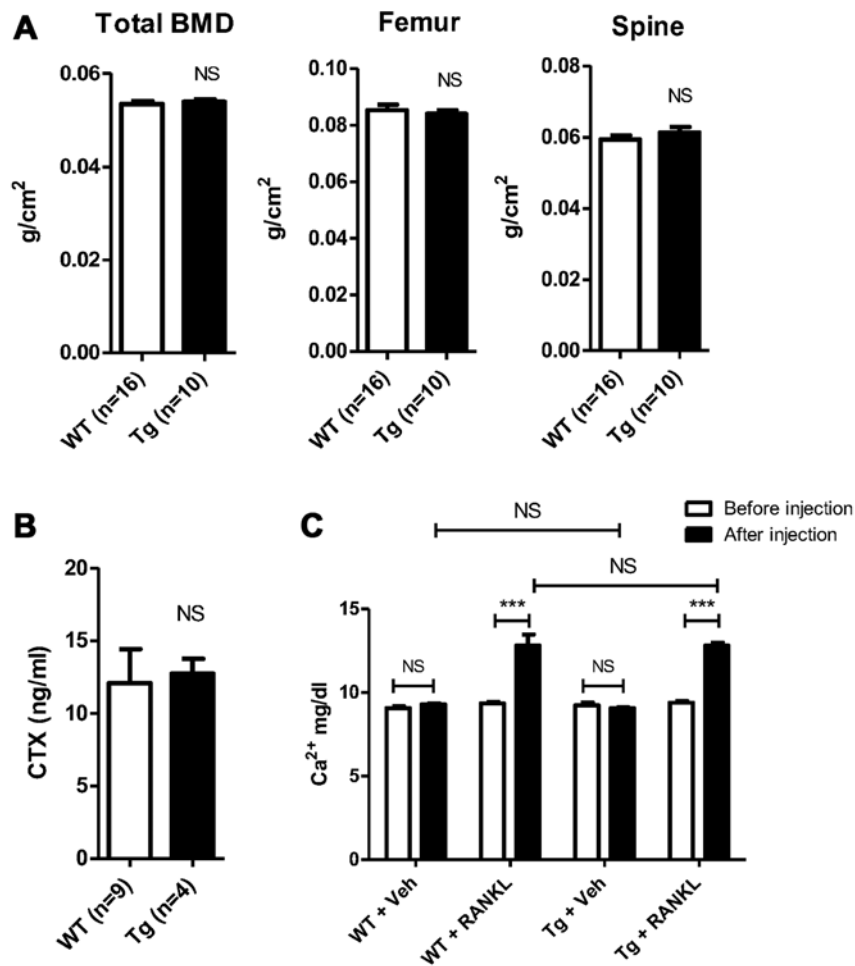 A
Total BMD
Femur
Spine
g/cm²
0.06
0.04
0.02
0.00
NS
WT (n=16)
Tg (n=10)
g/cm²
0.10
0.08
0.06
0.04
0.02
0.00
NS
WT (n=16)
Tg (n=10)
g/cm²
0.08
0.06
0.04
0.02
0.00
NS
WT (n=16)
Tg (n=10)
B
CTX (ng/ml)
20
15
10
5
0
NS
WT (n=9)
Tg (n=4)
C
Before injection
After injection
NS
NS
Ca²⁺ mg/dl
15
10
5
0
NS
***
NS
***
WT + Veh
WT + RANKL
Tg + Veh
Tg + RANKL